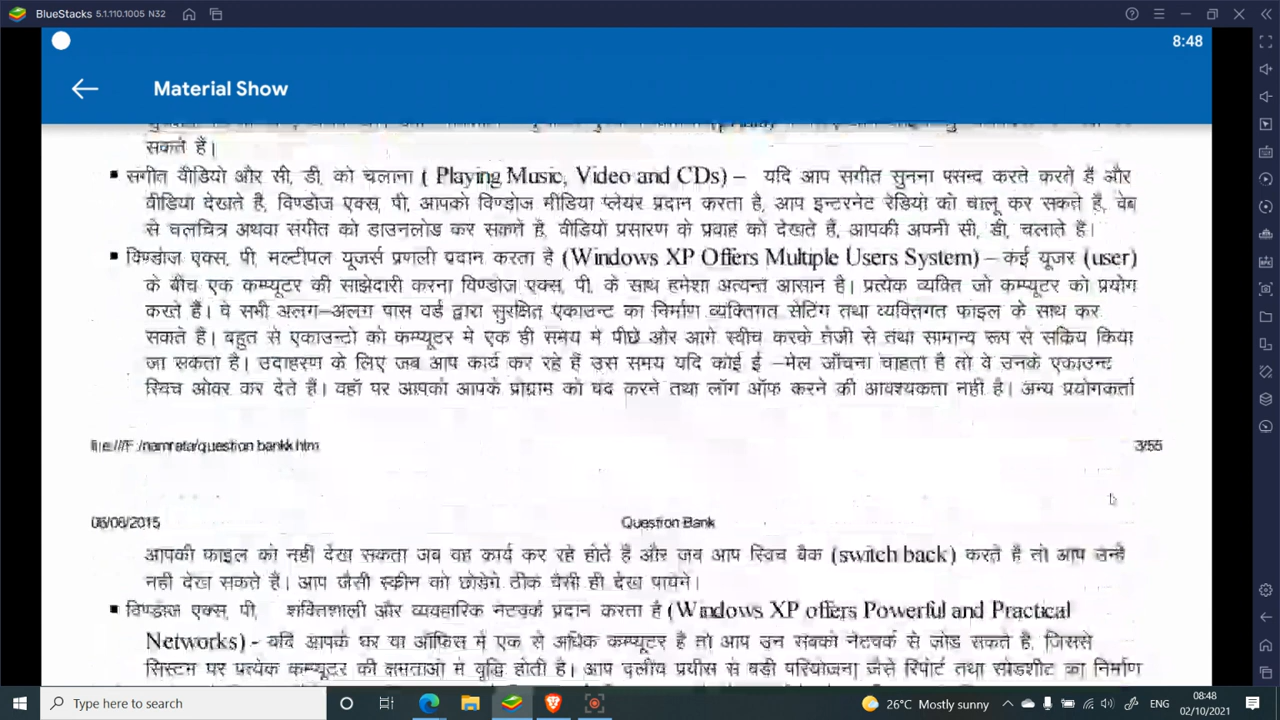 BlueStacks 5.1.110.1005 N32
8:48
Material Show
सकते हैं।
▪ संगीत वीडियो और सी. डी. को चलाना ( Playing Music, Video and CDs) – यदि आप संगीत सुनना पसन्द करते करते हैं और
वीडिया देखते है, विण्डोज एक्स. पी. आपको विण्डोज मीडिया प्लेयर प्रदान करता है, आप इन्टरनेट रेडियो को चालू कर सकते है, वेब
से चलचित्र अथवा संगीत को डाउनलोड कर सकते है, वीडियो प्रसारण के प्रवाह को देखते है, आपकी अपनी सी. डी. चलाते है।
▪ विण्डोज एक्स. पी. मल्टीपल यूजर्स प्रणली प्रदान करता है (Windows XP Offers Multiple Users System) – कंई यूजर (user)
के बीच एक कम्प्यूटर की साझेदारी करना विण्डोज एक्स. पी. के साथ हमेशा अत्यन्त आसान है। प्रत्येक व्यक्ति जो कम्प्यूटर को प्रयोग
करते हैं। वे सभी अलग–अलग पास वर्ड द्वारा सुरक्षित एकाउन्ट का निर्माण व्यक्तिगत सेटिंग तथा व्यक्तिगत फाइल के साथ कर
सकते हैं। बहुत से एकाउन्टो को कम्प्यूटर मे एक ही समय मे पीछे और आगे स्वीच करके तेजी से तथा सामान्य रूप से सक्रिय किया
जा सकता है। उदाहरण के लिए जब आप कार्य कर रहे हैं उस समय यदि कोई ई –मेल जॉचना चाहता है तो वे उनके एकाउन्ट
स्विच ओवर कर देते हैं। वहॉ पर आपको आपके प्रोग्राम को बंद करने तथा लॉग ऑफ करने की आवश्यकता नही है। अन्य प्रयोगकर्ता
file:///F:/namrata/question bankk.htm 3/55
06/08/2015 Question Bank
आपकी फाइल को नही देख सकता जब वह कार्य कर रहे होते है और जब आप स्विच बैक (switch back) करते है तो आप उन्हे
नही देख सकते है। आप जैसी स्कीन को छोडेगे ठीक वैसी ही देख पायेगे।
▪ विण्डोज एक्स. पी. शक्तिशाली और व्यवहारिक नेटवर्क प्रदान करता है (Windows XP offers Powerful and Practical
Networks) - यदि आपके घर या ऑफिस मे एक से अधिक कम्प्यूटर है तो आप उन सबको नेटवर्क से जोड सकते है, जिससे
सिस्टम पर प्रत्येक कम्प्यूटर की क्षमताओ मे वृद्धि होती है। आप दलीय प्रयास से बडी परियोजना जैसे रिपोर्ट तथा स्प्रेडशीट का निर्माण
Type here to search
26°C Mostly sunny
ENG
08:48
02/10/2021